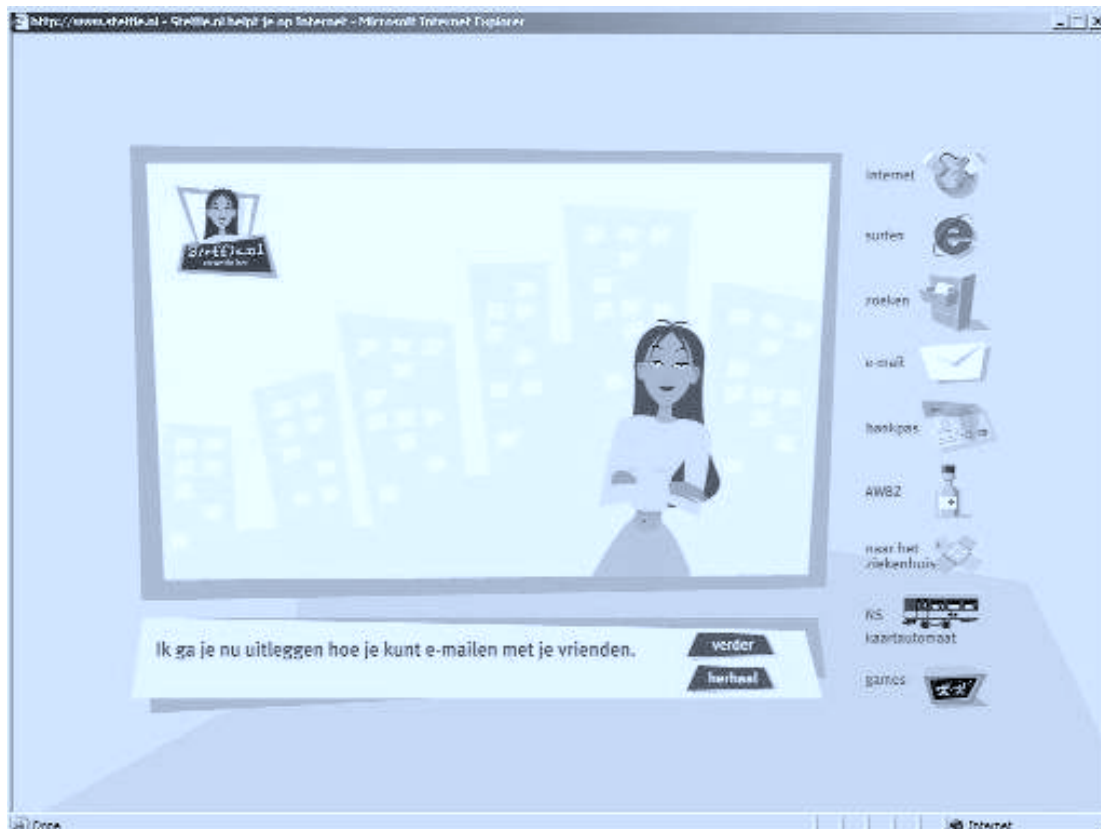 http://www.steffie.nl - Steffie.nl helpt je op Internet - Microsoft Internet Explorer
steffie.nl
internet
surfen
zoeken
e-mail
bankpas
AWBZ
naar het
ziekenhuis
NS
kaartautomaat
games
Ik ga je nu uitleggen hoe je kunt e-mailen met je vrienden.
verder
herhaal
Done
Internet